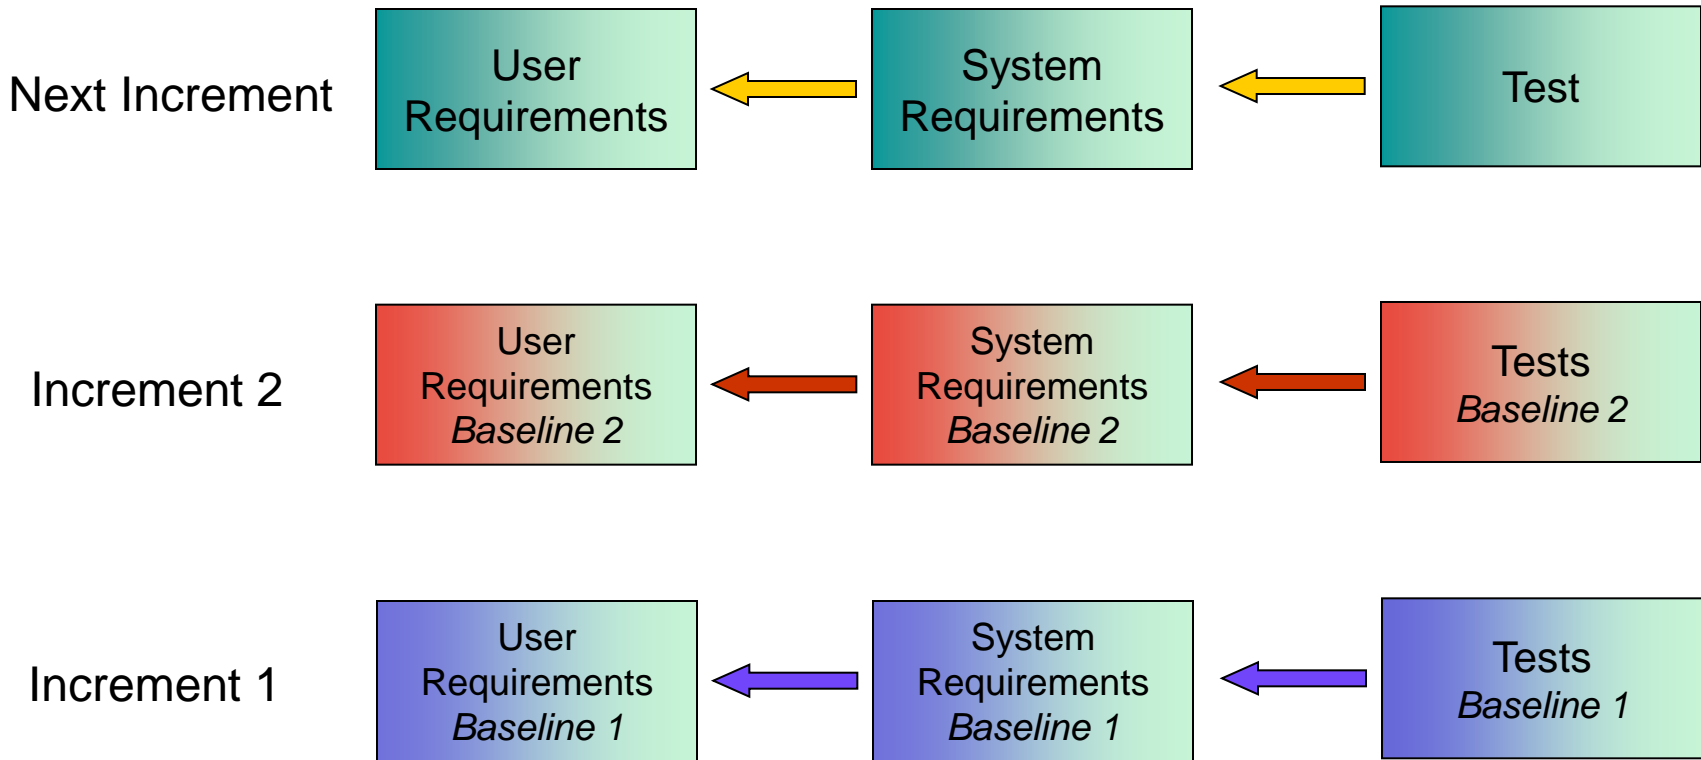 Next Increment
User
Requirements
System
Requirements
Test
Increment 2
User
Requirements
Baseline 2
System
Requirements
Baseline 2
Tests
Baseline 2
Increment 1
User
Requirements
Baseline 1
System
Requirements
Baseline 1
Tests
Baseline 1